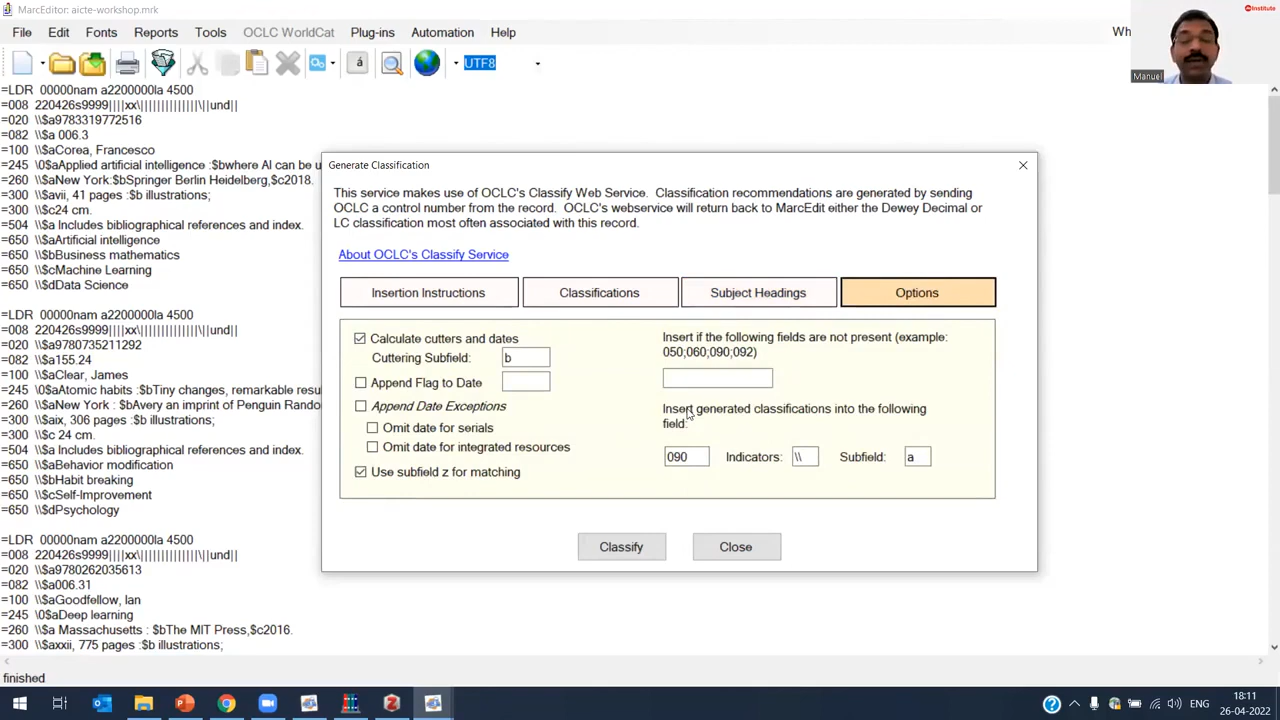 MarcEditor: aicte-workshop.mrk
File Edit Fonts Reports Tools OCLC WorldCat Plug-ins Automation Help
Wh
Institute
Manuel
á
UTF8
=LDR 00000nam a2200000Ia 4500
=008 220426s9999||||xx\||||||||||||||\||und||
=020 \\$a9783319772516
=082 \\$a 006.3
=100 \\$aCorea, Francesco
=245 \0$aApplied artificial intelligence :$bwhere AI can be u
=260 \\$aNew York:$bSpringer Berlin Heidelberg,$c2018.
=300 \\$avii, 41 pages :$b illustrations;
=300 \\$c24 cm.
=504 \\$a Includes bibliographical references and index.
=650 \\$aArtificial intelligence
=650 \\$bBusiness mathematics
=650 \\$cMachine Learning
=650 \\$dData Science
=LDR 00000nam a2200000Ia 4500
=008 220426s9999||||xx\||||||||||||||\||und||
=020 \\$a9780735211292
=082 \\$a155.24
=100 \\$aClear, James
=245 \0$aAtomic habits :$bTiny changes, remarkable resu
=260 \\$aNew York : $bAvery an imprint of Penguin Rando
=300 \\$aix, 306 pages :$b illustrations;
=300 \\$c 24 cm.
=504 \\$a Includes bibliographical references and index.
=650 \\$aBehavior modification
=650 \\$bHabit breaking
=650 \\$cSelf-Improvement
=650 \\$dPsychology
=LDR 00000nam a2200000Ia 4500
=008 220426s9999||||xx\||||||||||||||\||und||
=020 \\$a9780262035613
=082 \\$a006.31
=100 \\$aGoodfellow, Ian
=245 \0$aDeep learning
=260 \\$a Massachusetts : $bThe MIT Press,$c2016.
=300 \\$axxii, 775 pages :$b illustrations;
Generate Classification
This service makes use of OCLC's Classify Web Service. Classification recommendations are generated by sending
OCLC a control number from the record. OCLC's webservice will return back to MarcEdit either the Dewey Decimal or
LC classification most often associated with this record.
About OCLC's Classify Service
Insertion Instructions Classifications Subject Headings Options
Calculate cutters and dates
Cuttering Subfield: b
Append Flag to Date
Append Date Exceptions
Omit date for serials
Omit date for integrated resources
Use subfield z for matching
Insert if the following fields are not present (example:
050;060;090;092)
Insert generated classifications into the following
field:
090 Indicators: \\ Subfield: a
Classify Close
finished
ENG
18:11
26-04-2022